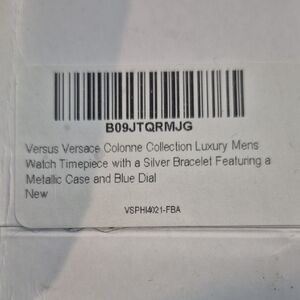 B09JTQRMJG
Versus Versace Colonne Collection Luxury Mens
Watch Timepiece with a Silver Bracelet Featuring a
Metallic Case and Blue Dial
New
VSPHI4021-FBA